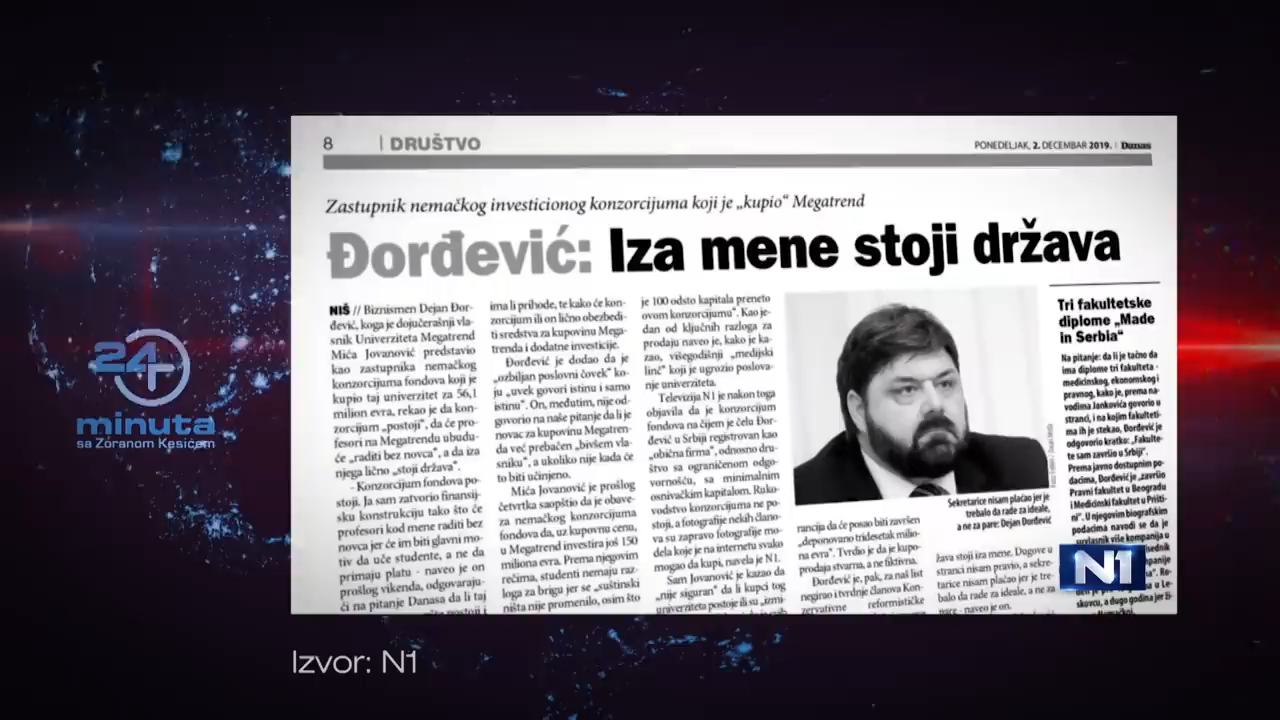 8 | DRUŠTVO
PONEDELJAK, 2. DECEMBAR 2019. | Danas
Zastupnik nemačkog investicionog konzorcijuma koji je „kupio“ Megatrend
Đorđević: Iza mene stoji država
NIŠ // Biznismen Dejan Đor-
đević, koga je dojučerašnji vla-
snik Univerziteta Megatrend
Mića Jovanović predstavio
kao zastupnika nemačkog
konzorcijuma fondova koji je
kupio taj univerzitet za 56,1
milion evra, rekao je da kon-
zorcijum „postoji“, da će pro-
fesori na Megatrendu ubudu-
će „raditi bez novca“, a da iza
njega lično „stoji država“.
- Konzorcijum fondova po-
stoji. Ja sam zatvorio finansij-
sku konstrukciju tako što će
profesori kod mene raditi bez
novca jer će im biti glavni mo-
tiv da uče studente, a ne da
primaju platu - naveo je on
prošlog vikenda, odgovaraju-
ći na pitanje Danasa da li taj
ima li prihode, te kako će kon-
zorcijum ili on lično obezbedi-
ti sredstva za kupovinu Mega-
trenda i dodatne investicije.
Đorđević je dodao da je
„ozbiljan poslovni čovek“ ko-
ju „uvek govori istinu i samo
istinu“. On, međutim, nije od-
govorio na naše pitanje da li je
novac za kupovinu Megatren-
da već prebačen „bivšem vla-
sniku“, a ukoliko nije kada će
to biti učinjeno.
Mića Jovanović je prošlog
četvrtka saopštio da je obave-
za nemačkog konzorcijuma
fondova da, uz kupovnu cenu,
u Megatrend investira još 150
miliona evra. Prema njegovim
rečima, studenti nemaju raz-
loga za brigu jer se „suštinski
ništa nije promenilo, osim što
je 100 odsto kapitala preneto
ovom konzorcijumu“. Kao je-
dan od ključnih razloga za
prodaju naveo je, kako je ka-
zao, višegodišnji „medijski
linč“ koji je ugrozio poslova-
nje univerziteta.
Televizija N1 je nakon toga
objavila da je konzorcijum
fondova na čijem je čelu Đor-
đević u Srbiji registrovan kao
„obična firma“, odnosno dru-
štvo sa ograničenom odgo-
vornošću, sa minimalnim
osnivačkim kapitalom. Ruko-
vodstvo konzorcijuma ne po-
stoji, a fotografije nekih člano-
va su zapravo fotografije mo-
dela koje je na internetu svako
mogao da kupi, navela je N1.
Sam Jovanović je kazao da
„nije siguran“ da li kupci tog
univerziteta postoje ili su „izmi-
Sekretarice nisam plaćao jer je
trebalo da rade za ideale,
a ne za pare: Dejan Đorđević
rancija da će posao biti završen
„deponovano tridesetak milio-
na evra“. Tvrdio je da je kupo-
prodaja stvarna, a ne fiktivna.
Đorđević je, pak, za naš list
negirao i tvrdnje članova Kon-
zervativne reformističke
žava stoji iza mene. Dugove u
stranci nisam pravio, a sekre-
tarice nisam plaćao jer je tre-
balo da rade za ideale, a ne za
pare - naveo je on.
Tri fakultetske
diplome „Made
in Serbia“
Na pitanje: da li je tačno da
ima diplome tri fakulteta -
medicinskog, ekonomskog i
pravnog, kako je, prema na-
vodima Jankovića govorio u
stranci, i na kojim fakulteti-
ma ih je stekao, Đorđević je
odgovorio kratko: „Fakulte-
te sam završio u Srbiji“.
Prema javno dostupnim po-
dacima, Đorđević je „završio
Pravni fakultet u Beogradu
i Medicinski fakultet u Prišti-
ni“. U njegovim biografskim
podacima navodi se da je
suvlasnik više kompanija u
24
minuta
sa Zoranom Kesićem
N1
Izvor: N1